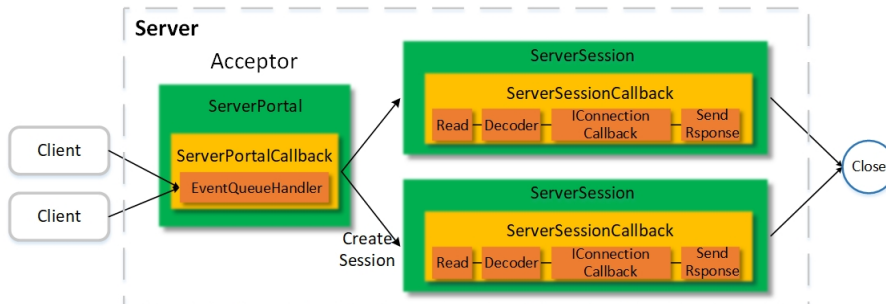 Server
Acceptor
ServerPortal
ServerPortalCallback
EventQueueHandler
Client
Client
Create
Session
ServerSession
ServerSessionCallback
Read
Decoder
IConnection
Callback
Send
Rsponse
ServerSession
ServerSessionCallback
Read
Decoder
IConnection
Callback
Send
Rsponse
Close